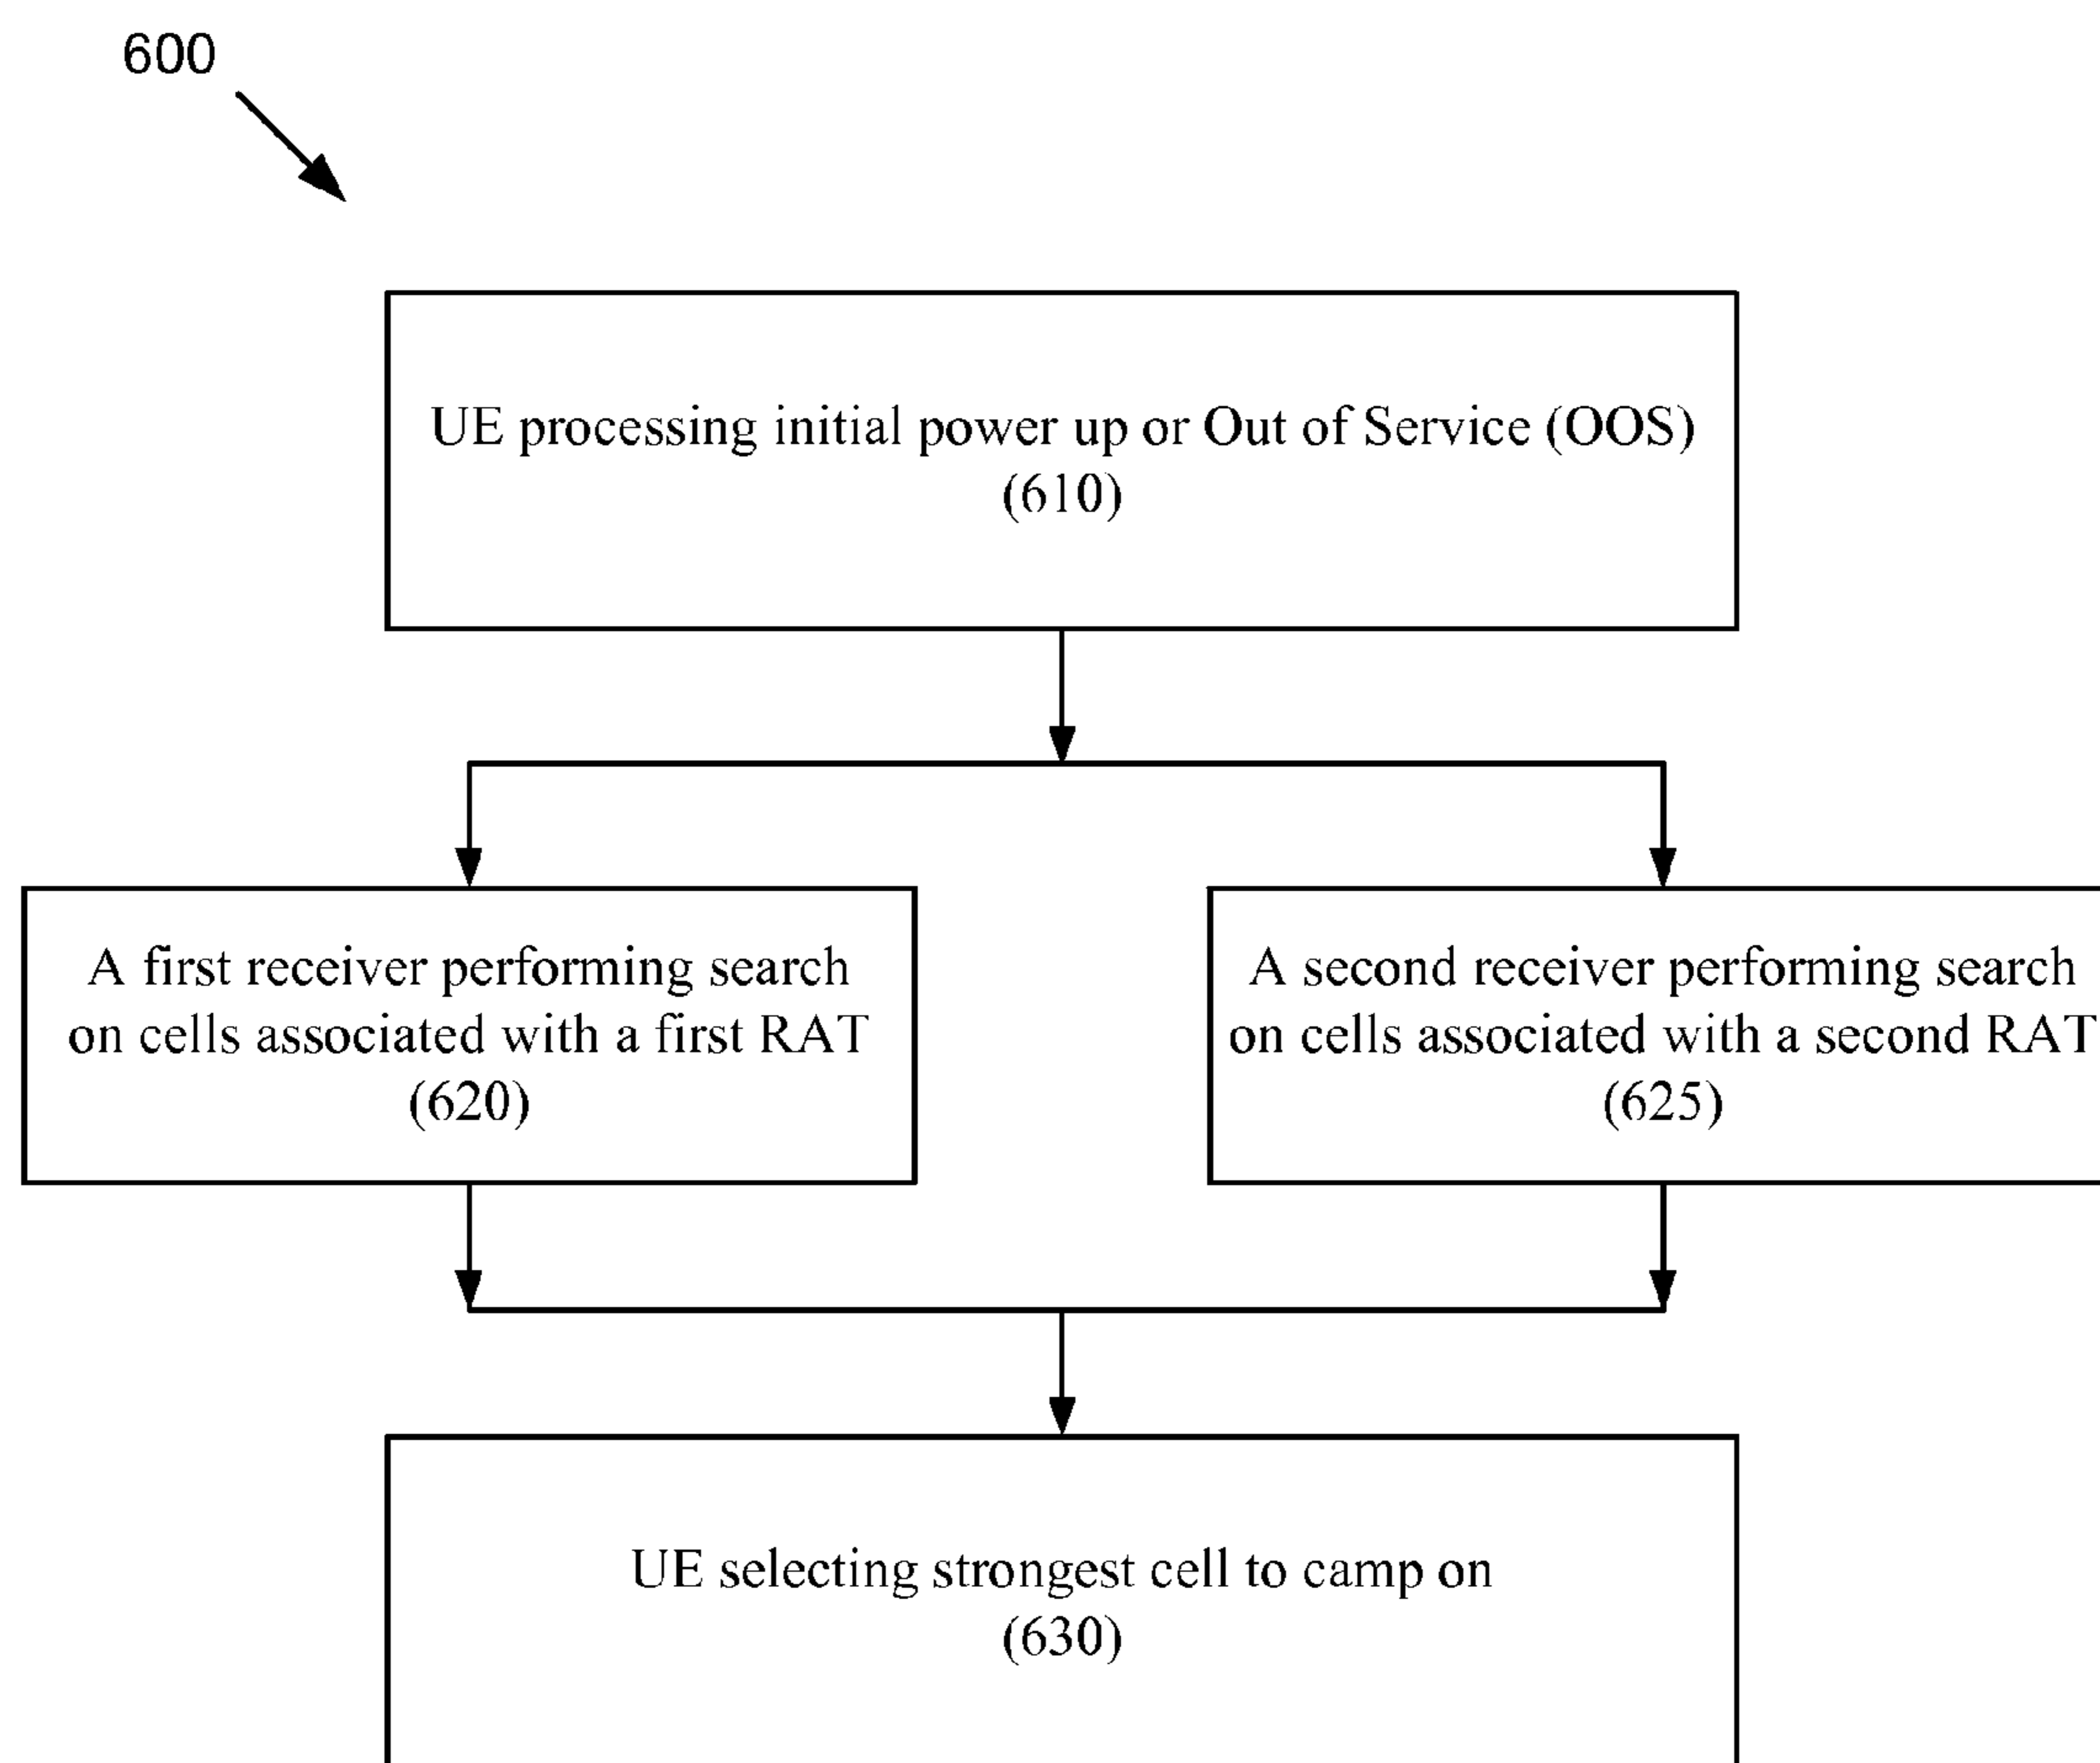 600
UE processing initial power up or Out of Service (OOS)
(610)
A first receiver performing search
on cells associated with a first RAT
(620)
A second receiver performing search
on cells associated with a second RAT
(625)
UE selecting strongest cell to camp on
(630)